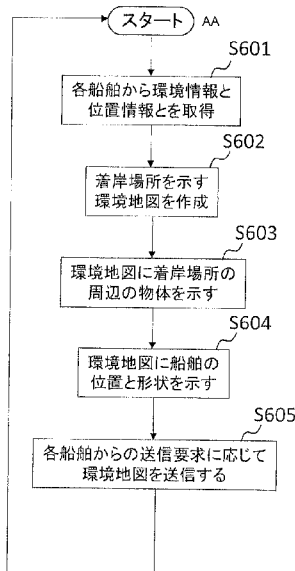 スタート AA
S601
各船舶から環境情報と
位置情報とを取得
S602
着岸場所を示す
環境地図を作成
S603
環境地図に着岸場所の
周辺の物体を示す
S604
環境地図に船舶の
位置と形状を示す
S605
各船舶からの送信要求に応じて
環境地図を送信する